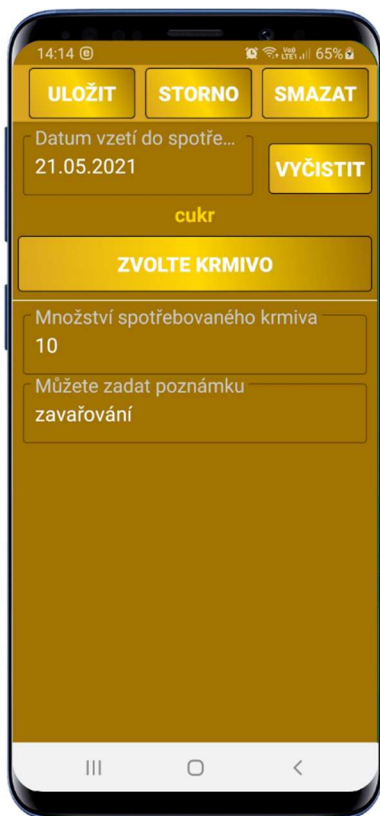 14:14 65%
ULOŽIT STORNO SMAZAT
Datum vzetí do spotře...
21.05.2021
VYČISTIT
cukr
ZVOLTE KRMIVO
Množství spotřebovaného krmiva
10
Můžete zadat poznámku
zavařování